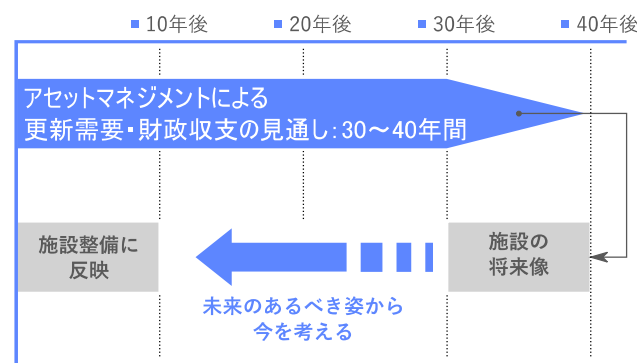 10年後
20年後
30年後
40年後
アセットマネジメントによる
更新需要・財政収支の見通し：30～40年間
施設整備に
反映
施設の
将来像
未来のあるべき姿から
今を考える